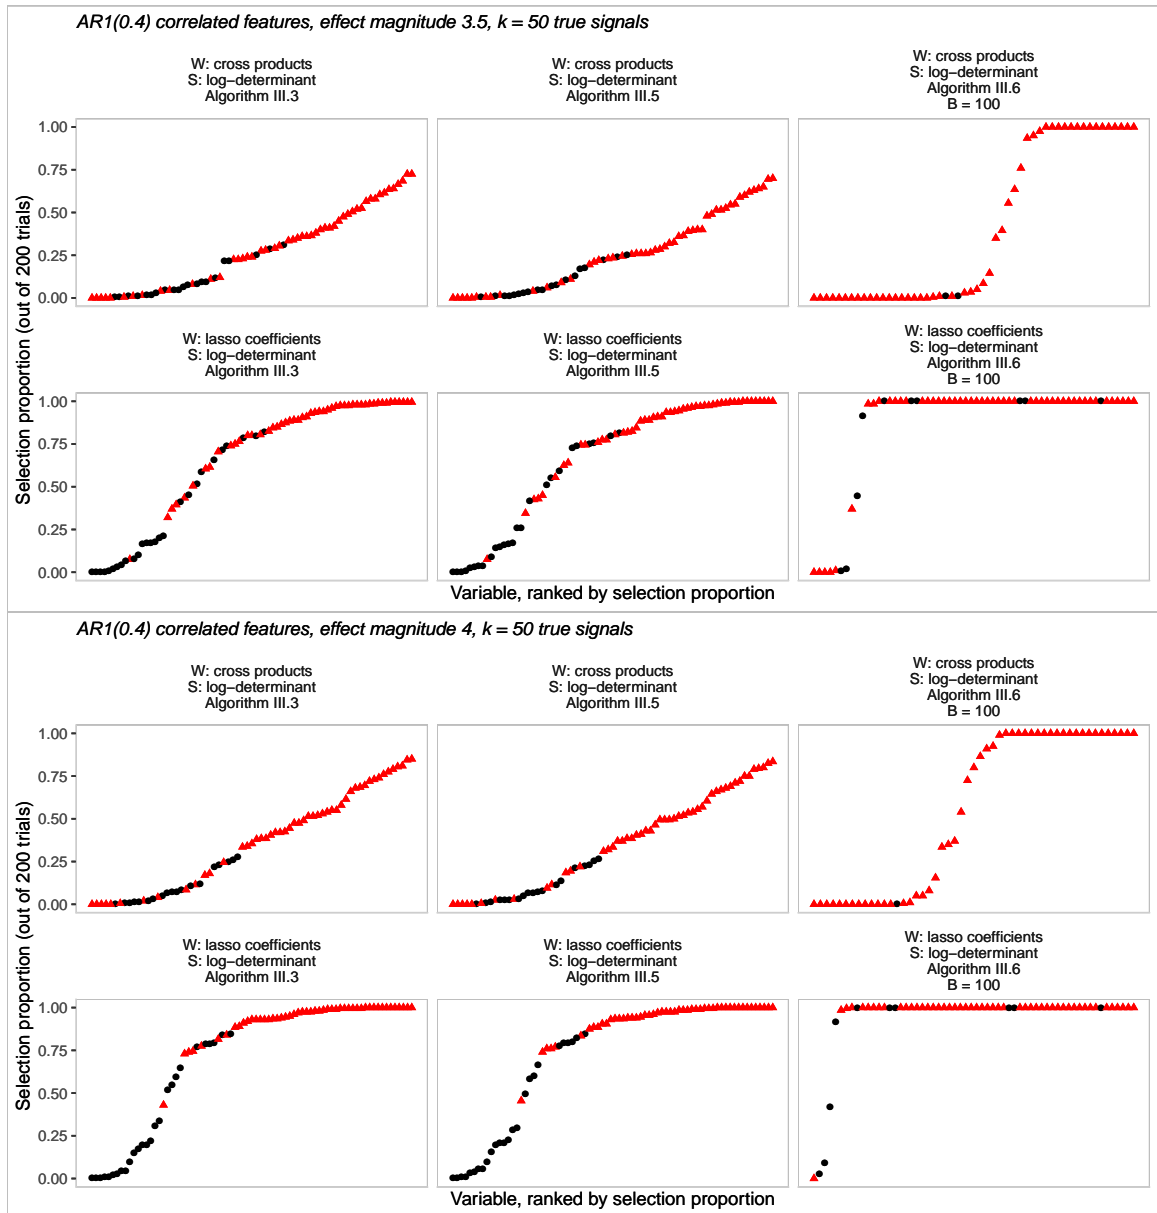 AR1(0.4) correlated features, effect magnitude 3.5, k = 50 true signals
W: cross products
S: log−determinant
Algorithm III.3
W: cross products
S: log−determinant
Algorithm III.5
W: cross products
S: log−determinant
Algorithm III.6
B = 100
1.00
0.75
0.50
0.25
0.00
W: lasso coefficients
S: log−determinant
Algorithm III.3
W: lasso coefficients
S: log−determinant
Algorithm III.5
W: lasso coefficients
S: log−determinant
Algorithm III.6
B = 100
1.00
0.75
0.50
0.25
0.00
Selection proportion (out of 200 trials)
Variable, ranked by selection proportion
AR1(0.4) correlated features, effect magnitude 4, k = 50 true signals
W: cross products
S: log−determinant
Algorithm III.3
W: cross products
S: log−determinant
Algorithm III.5
W: cross products
S: log−determinant
Algorithm III.6
B = 100
1.00
0.75
0.50
0.25
0.00
W: lasso coefficients
S: log−determinant
Algorithm III.3
W: lasso coefficients
S: log−determinant
Algorithm III.5
W: lasso coefficients
S: log−determinant
Algorithm III.6
B = 100
1.00
0.75
0.50
0.25
0.00
Selection proportion (out of 200 trials)
Variable, ranked by selection proportion